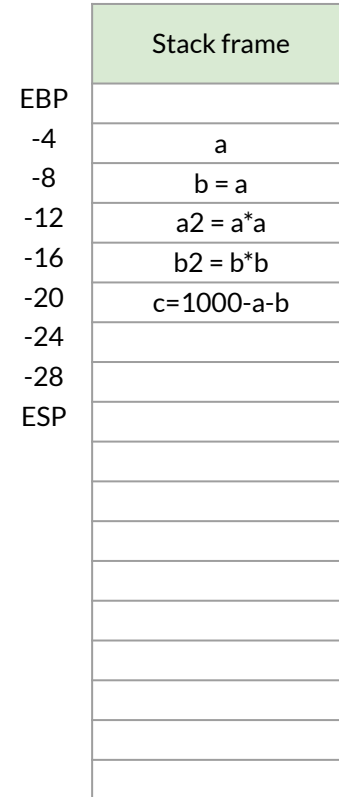 Stack frame
EBP
-4 a
-8 b = a
-12 a2 = a*a
-16 b2 = b*b
-20 c=1000-a-b
-24
-28
ESP